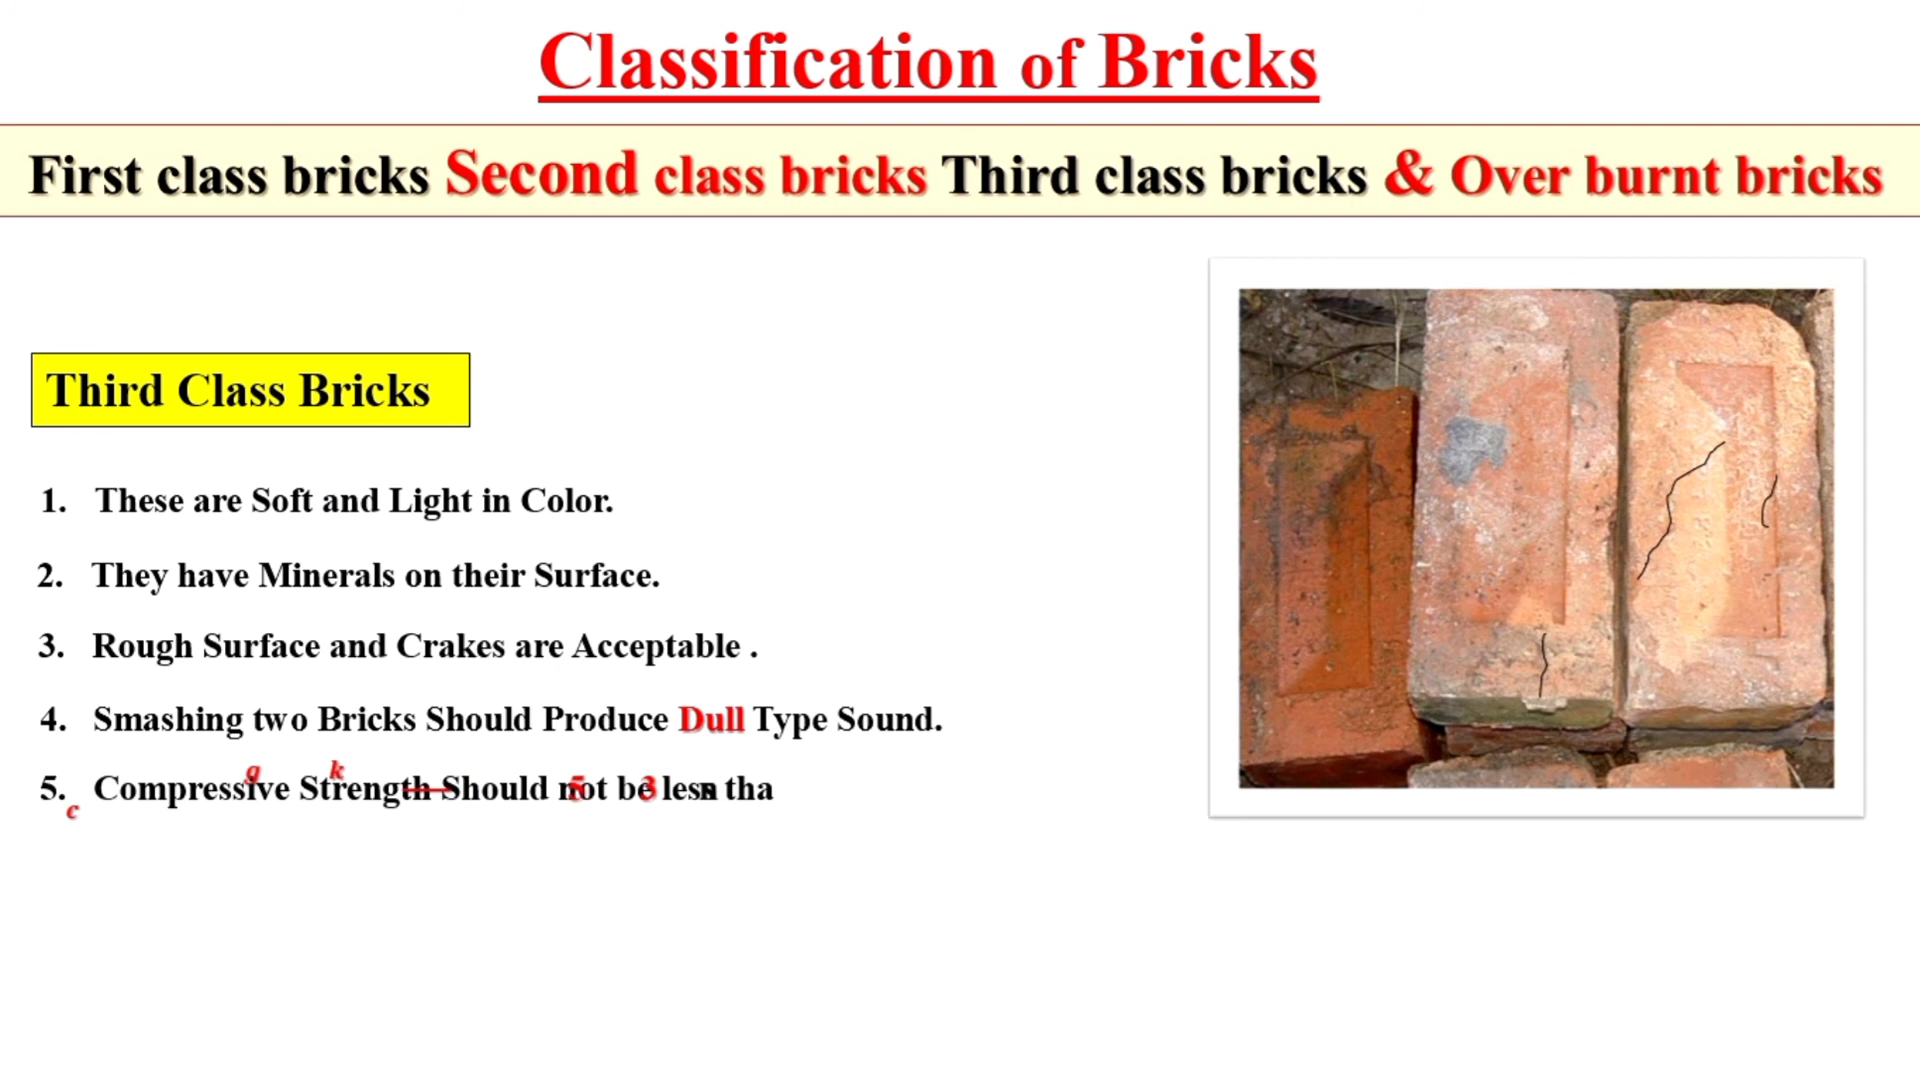 Classification of Bricks
First class bricks Second class bricks Third class bricks & Over burnt bricks
Third Class Bricks
1. These are Soft and Light in Color.
2. They have Minerals on their Surface.
3. Rough Surface and Crakes are Acceptable .
4. Smashing two Bricks Should Produce Dull Type Sound.
5. Compressive Strength Should not be less tha